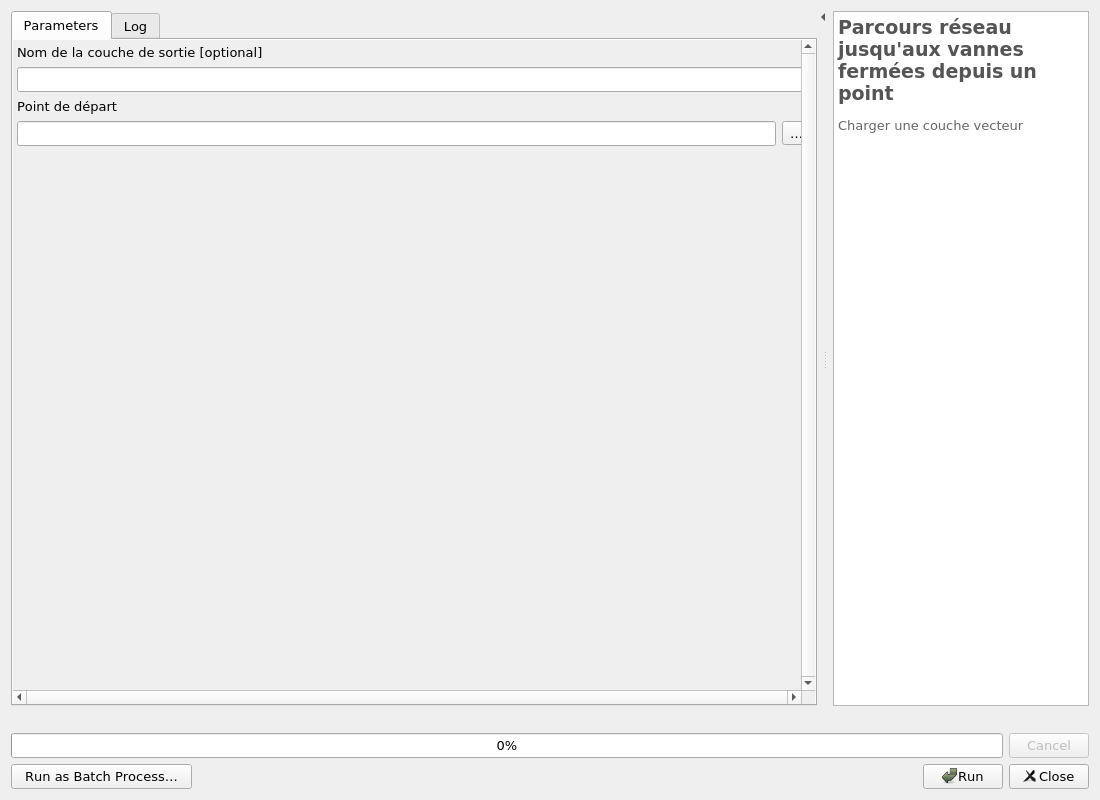 Parameters
Log
Nom de la couche de sortie [optional]
Point de départ
...
Parcours réseau
jusqu'aux vannes
fermées depuis un
point
Charger une couche vecteur
0%
Cancel
Run as Batch Process...
Run
Close